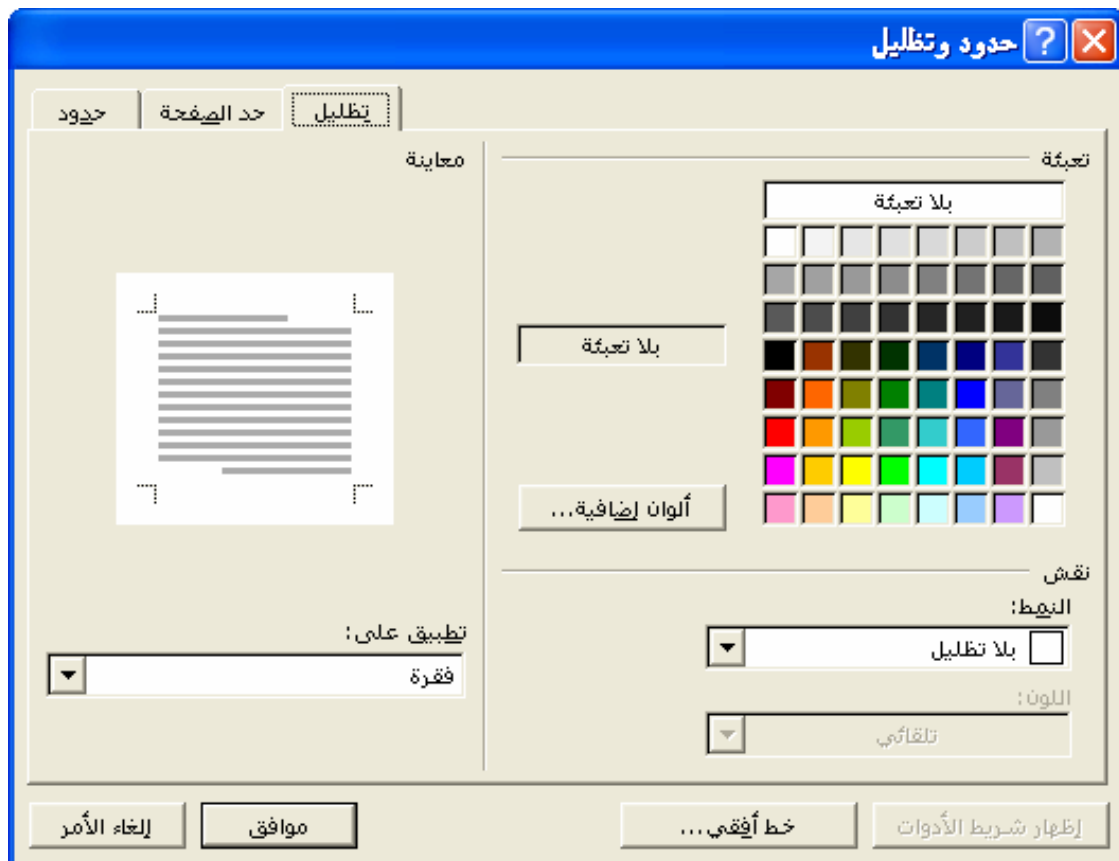 حدود وتظليل
تظليل
حد الصفحة
حدود
تعبئة
بلا تعبئة
بلا تعبئة
ألوان إضافية...
نقش
النمط:
بلا تظليل
اللون:
تلقائي
معاينة
تطبيق على:
فقرة
إظهار شريط الأدوات
خط أفقي...
موافق
إلغاء الأمر